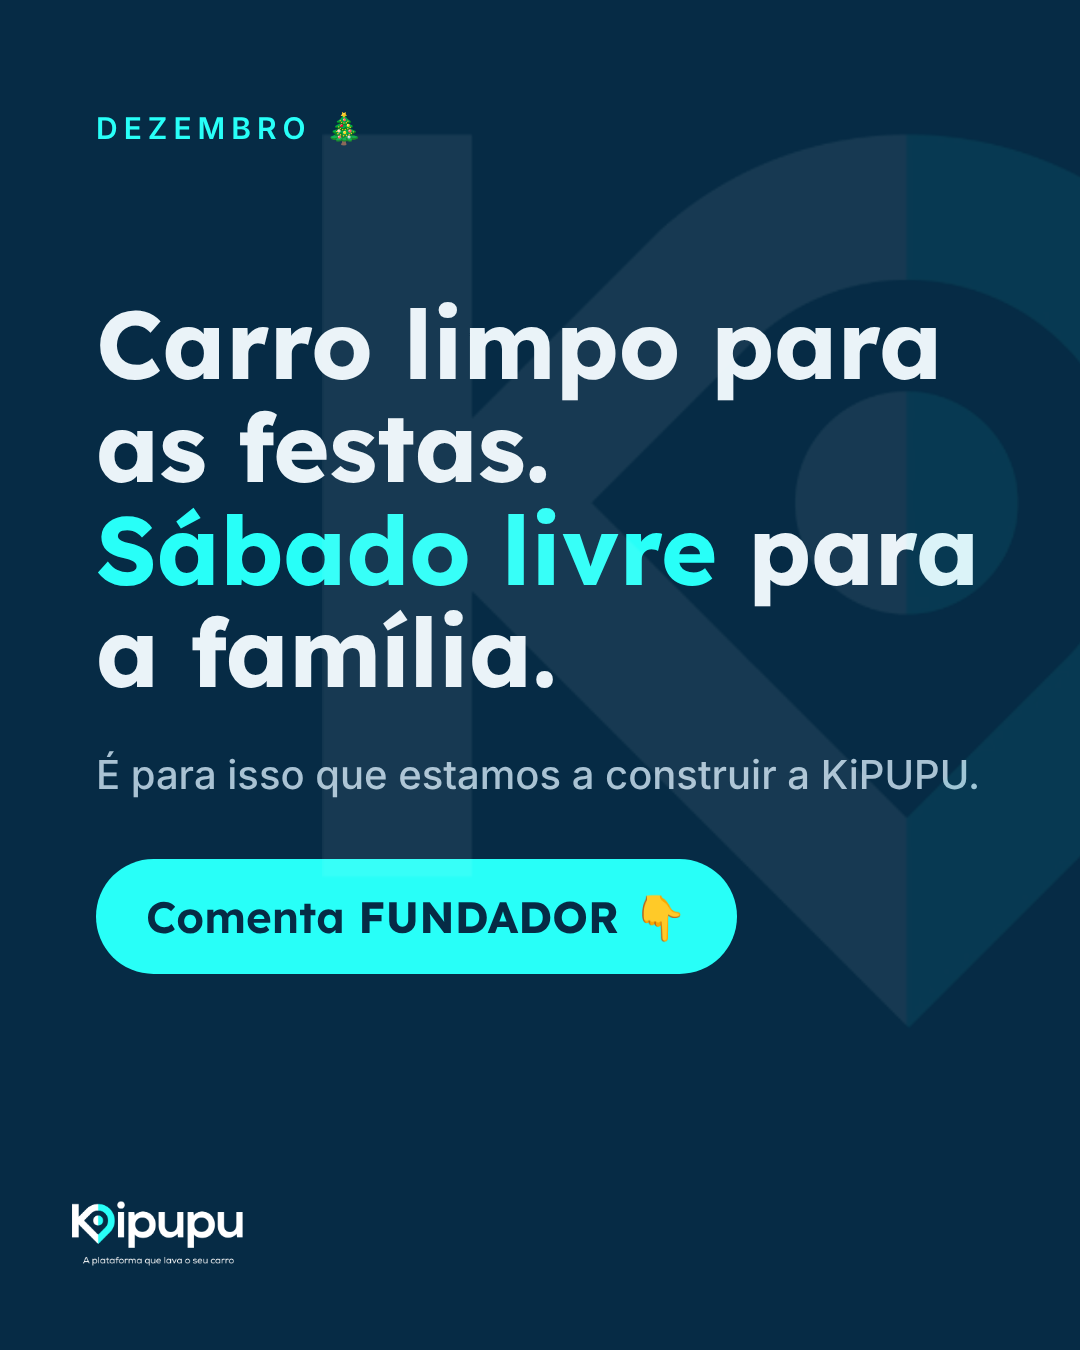 DEZEMBRO 🎄
Carro limpo para
as festas.
Sábado livre para
a família.
É para isso que estamos a construir a KiPUPU.
Comenta FUNDADOR 👇
Kipupu
A plataforma que lava o seu carro